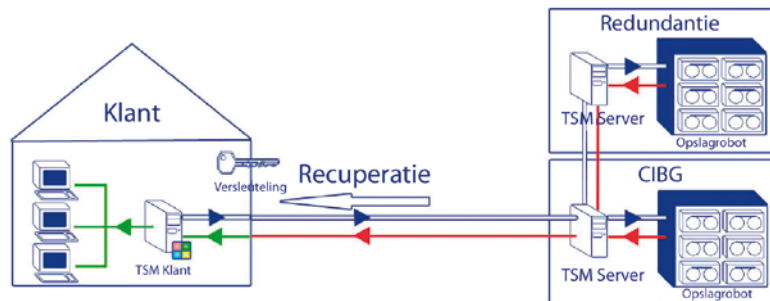 Redundantie
TSM Server
Opslagrobot
Klant
Versleuteling
Recuperatie
CIBG
TSM Klant
TSM Server
Opslagrobot